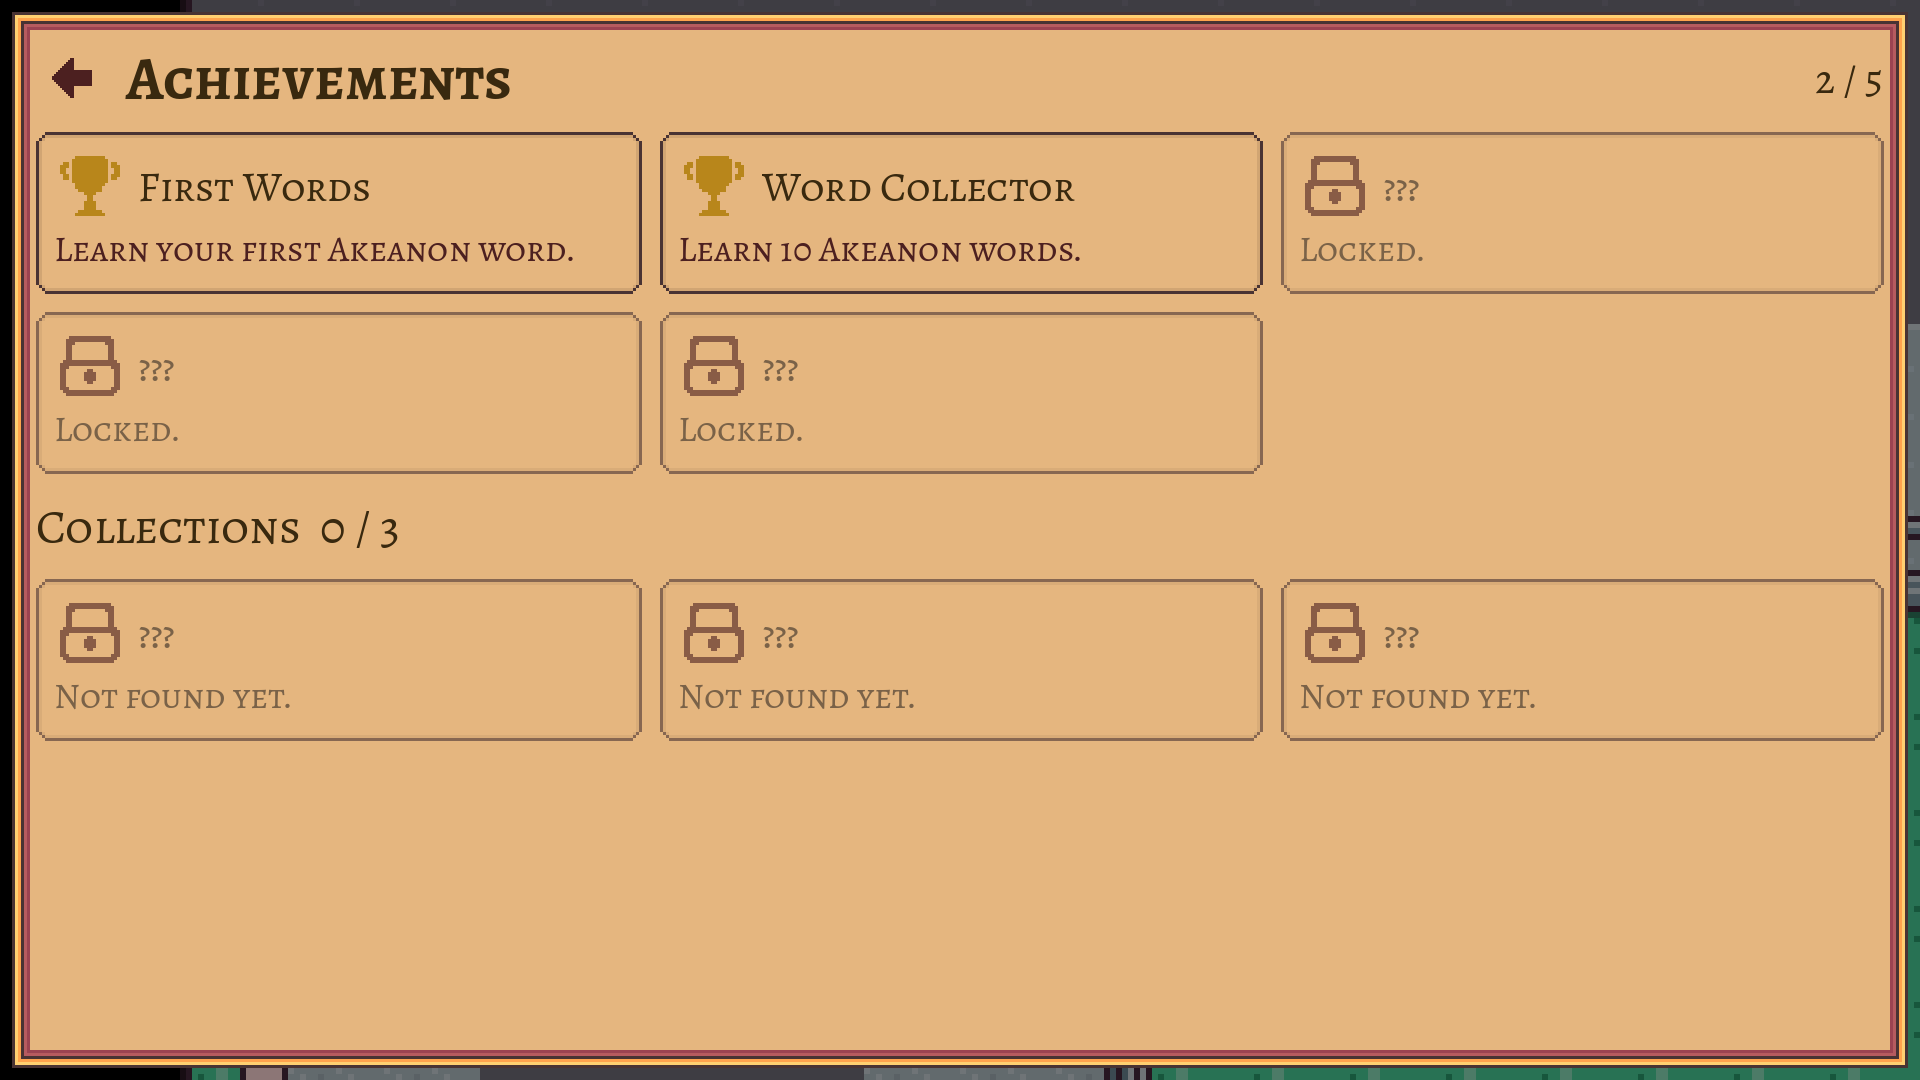 Achievements
2 / 5
First Words
Learn your first Akeanon word.
Word Collector
Learn 10 Akeanon words.
???
Locked.
???
Locked.
???
Locked.
Collections 0 / 3
???
Not found yet.
???
Not found yet.
???
Not found yet.